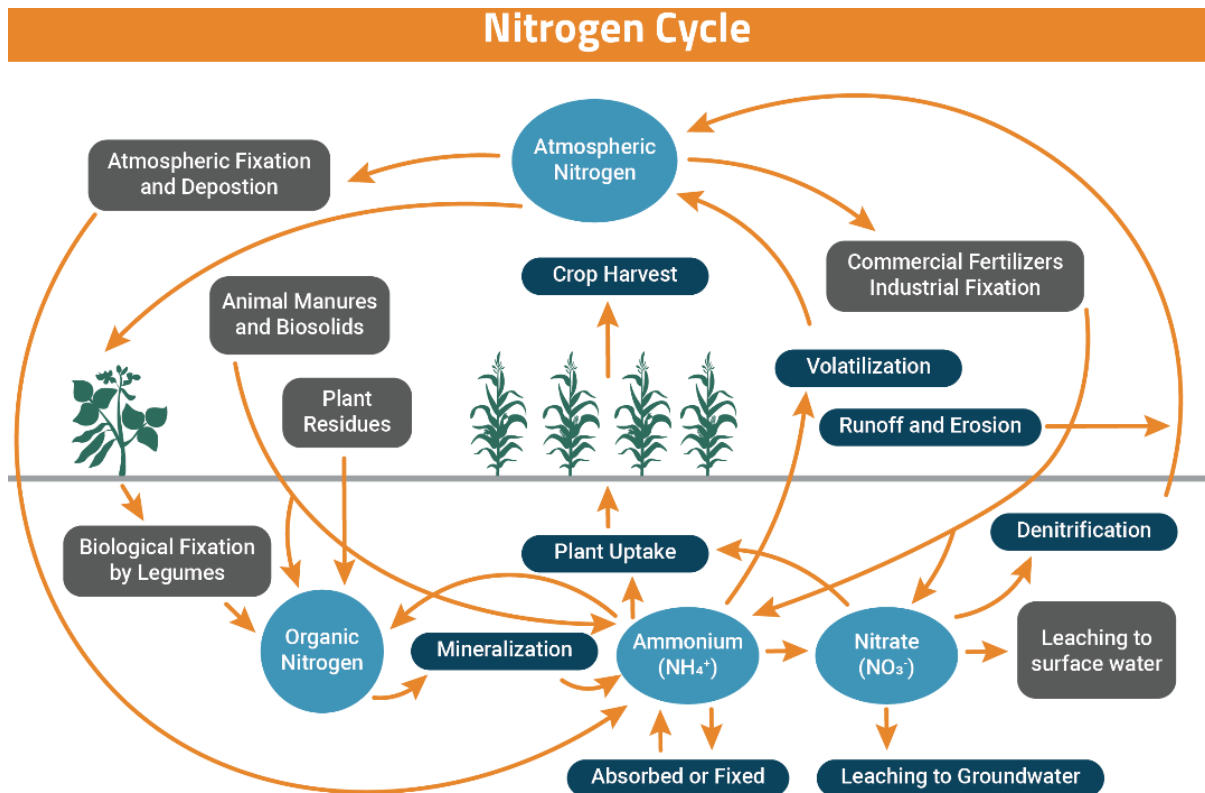 Nitrogen Cycle
Atmospheric
Nitrogen
Atmospheric Fixation
and Depostion
Commercial Fertilizers
Industrial Fixation
Crop Harvest
Animal Manures
and Biosolids
Volatilization
Plant
Residues
Runoff and Erosion
Denitrification
Biological Fixation
by Legumes
Plant Uptake
Organic
Nitrogen
Mineralization
Ammonium
(NH₄⁺)
Nitrate
(NO₃⁻)
Leaching to
surface water
Absorbed or Fixed
Leaching to Groundwater